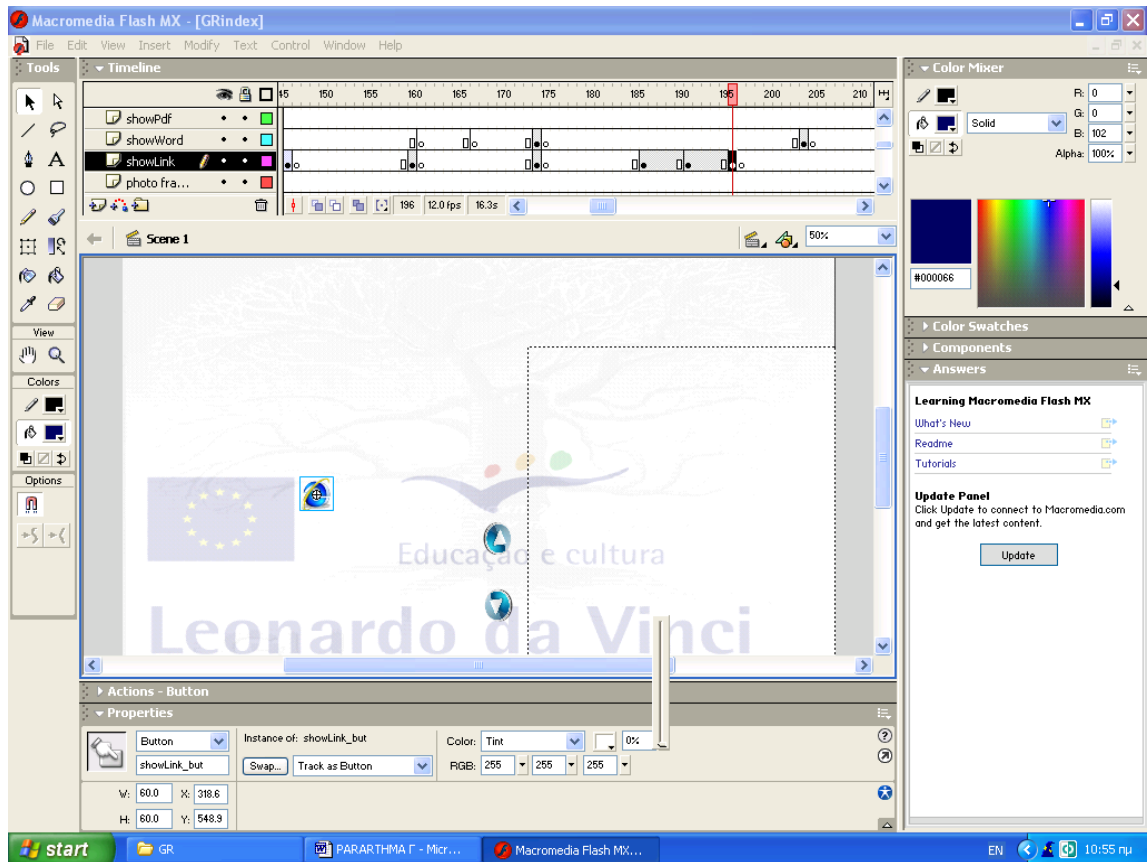 Macromedia Flash MX - [GRindex]
File Edit View Insert Modify Text Control Window Help
Tools
Timeline
45 150 155 160 165 170 175 180 185 190 195 200 205 210
showPdf
showWord
showLink
photo fra...
196 12.0 fps 16.3s
Scene 1
50%
View
Colors
Options
Educação e cultura
Leonardo da Vinci
Actions - Button
Properties
Button
showLink_but
Instance of: showLink_but
Swap... Track as Button
Color: Tint 0%
RGB: 255 255 255
W: 60.0 X: 318.6
H: 60.0 Y: 548.9
Color Mixer
R: 0
Solid G: 0
B: 102
Alpha: 100%
#000066
Color Swatches
Components
Answers
Learning Macromedia Flash MX
What's New
Readme
Tutorials
Update Panel
Click Update to connect to Macromedia.com
and get the latest content.
Update
start GR PARARTHMA Γ - Micr... Macromedia Flash MX... EN 10:55 πμ